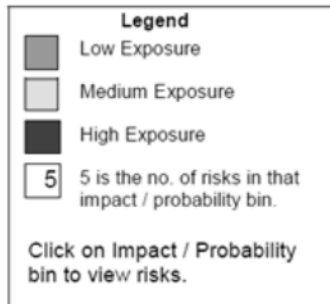 Legend
Low Exposure
Medium Exposure
High Exposure
5
5 is the no. of risks in that
impact / probability bin.
Click on Impact / Probability
bin to view risks.